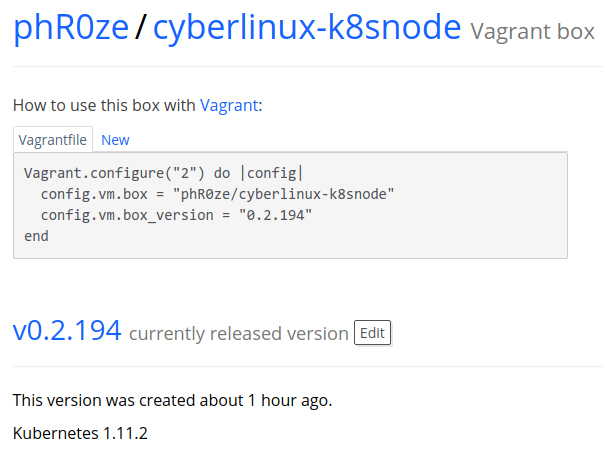 phR0ze / cyberlinux-k8snode Vagrant box
How to use this box with Vagrant:
Vagrantfile New
Vagrant.configure("2") do |config|
  config.vm.box = "phR0ze/cyberlinux-k8snode"
  config.vm.box_version = "0.2.194"
end
v0.2.194 currently released version Edit
This version was created about 1 hour ago.
Kubernetes 1.11.2